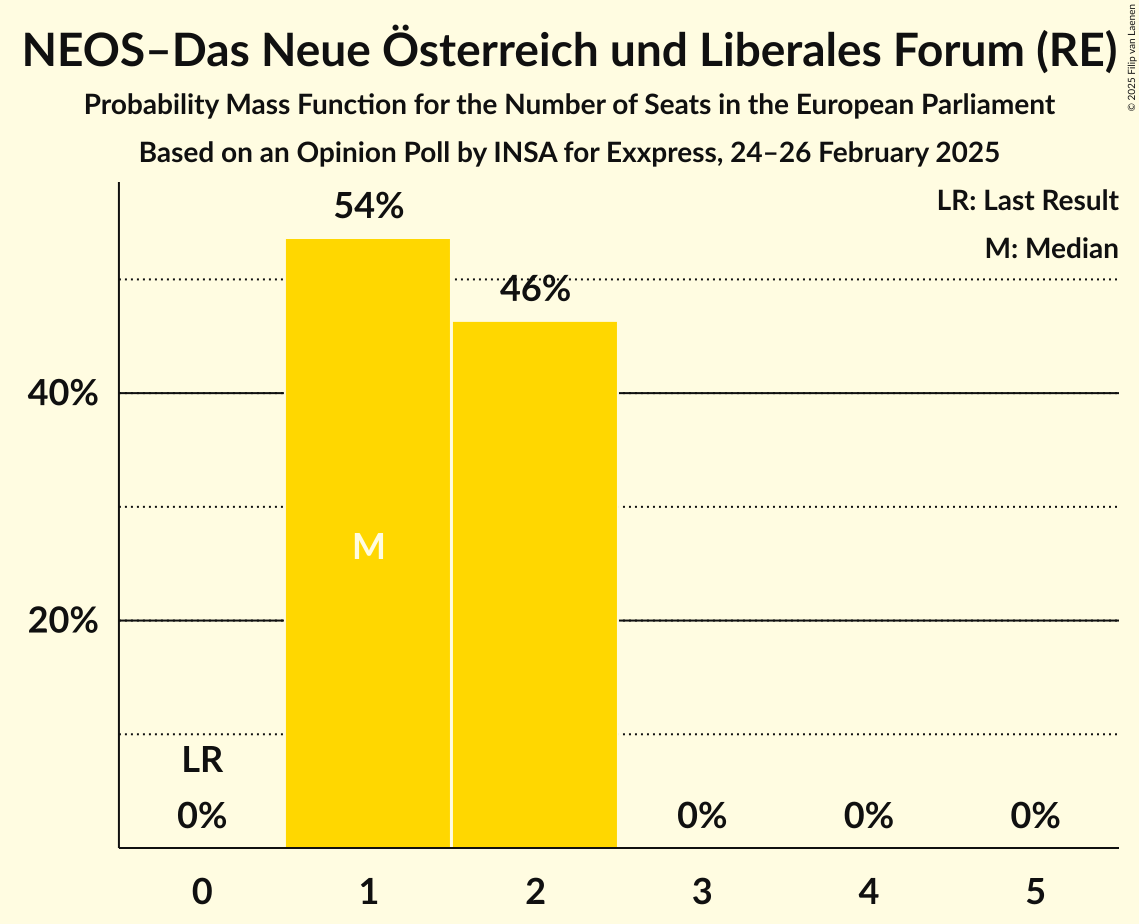 NEOS–Das Neue Österreich und Liberales Forum (RE)
Probability Mass Function for the Number of Seats in the European Parliament
Based on an Opinion Poll by INSA for Exxpress, 24–26 February 2025
© 2025 Filip van Laenen
LR: Last Result
M: Median
54%
46%
40%
M
20%
LR
0% 0% 0% 0%
0 1 2 3 4 5